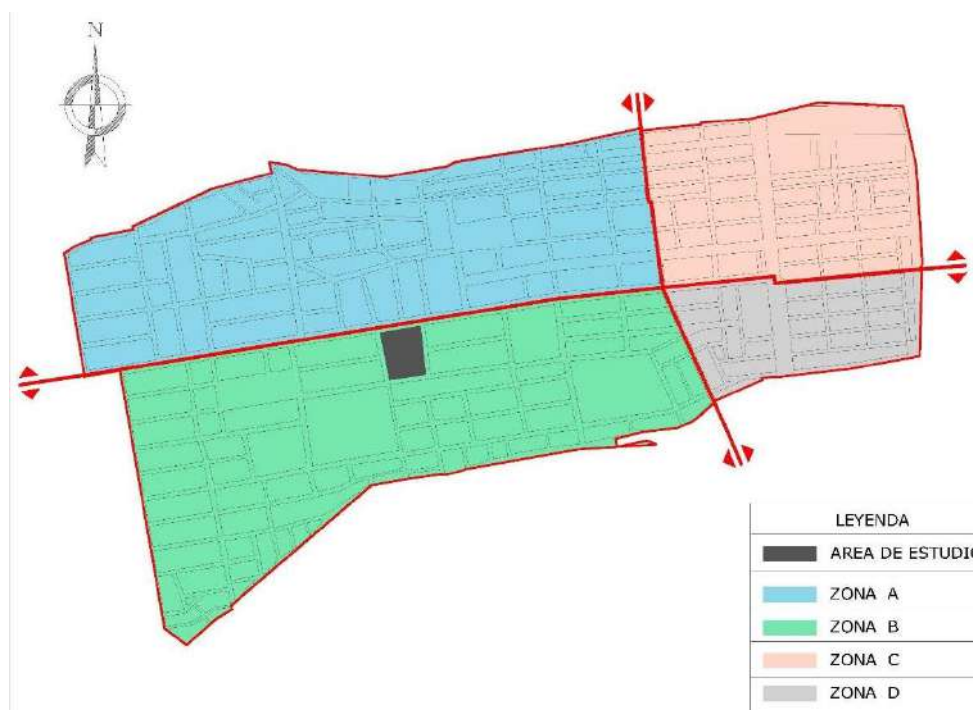 N
LEYENDA
AREA DE ESTUDIO
ZONA A
ZONA B
ZONA C
ZONA D